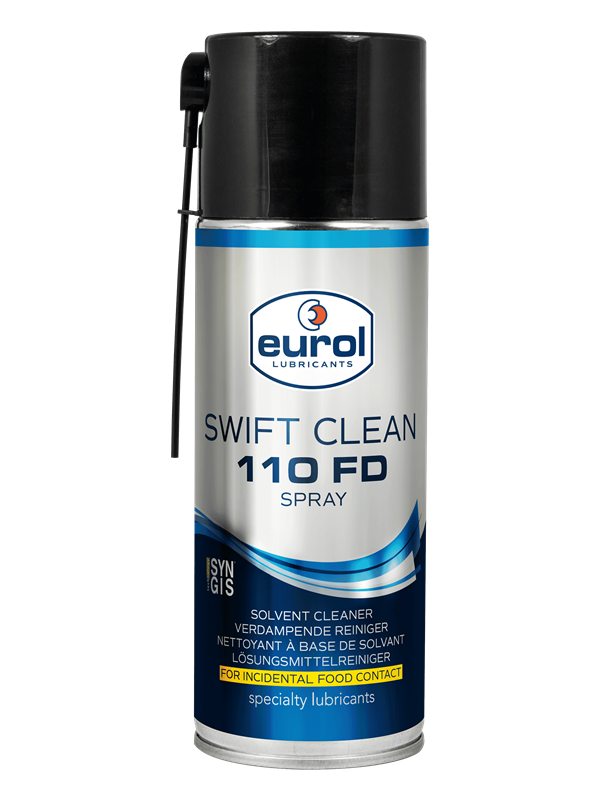 eurol
LUBRICANTS
SWIFT CLEAN
110 FD
SPRAY
SYN
GIS
SOLVENT CLEANER
VERDAMPENDE REINIGER
NETTOYANT À BASE DE SOLVANT
LÖSUNGSMITTELREINIGER
FOR INCIDENTAL FOOD CONTACT
specialty lubricants